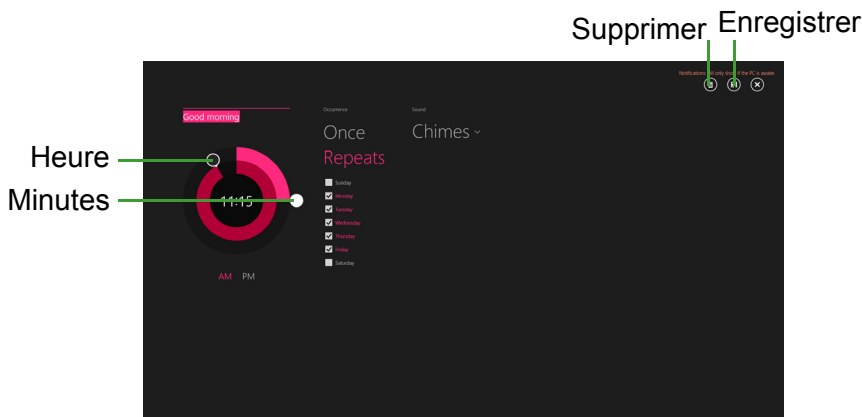 Supprimer
Enregistrer
Notifications will only show if the PC is awake.
Good morning
Occurrence
Sound
Once
Chimes
Repeats
Heure
Sunday
Monday
Minutes
11:15
Tuesday
Wednesday
Thursday
Friday
Saturday
AM PM